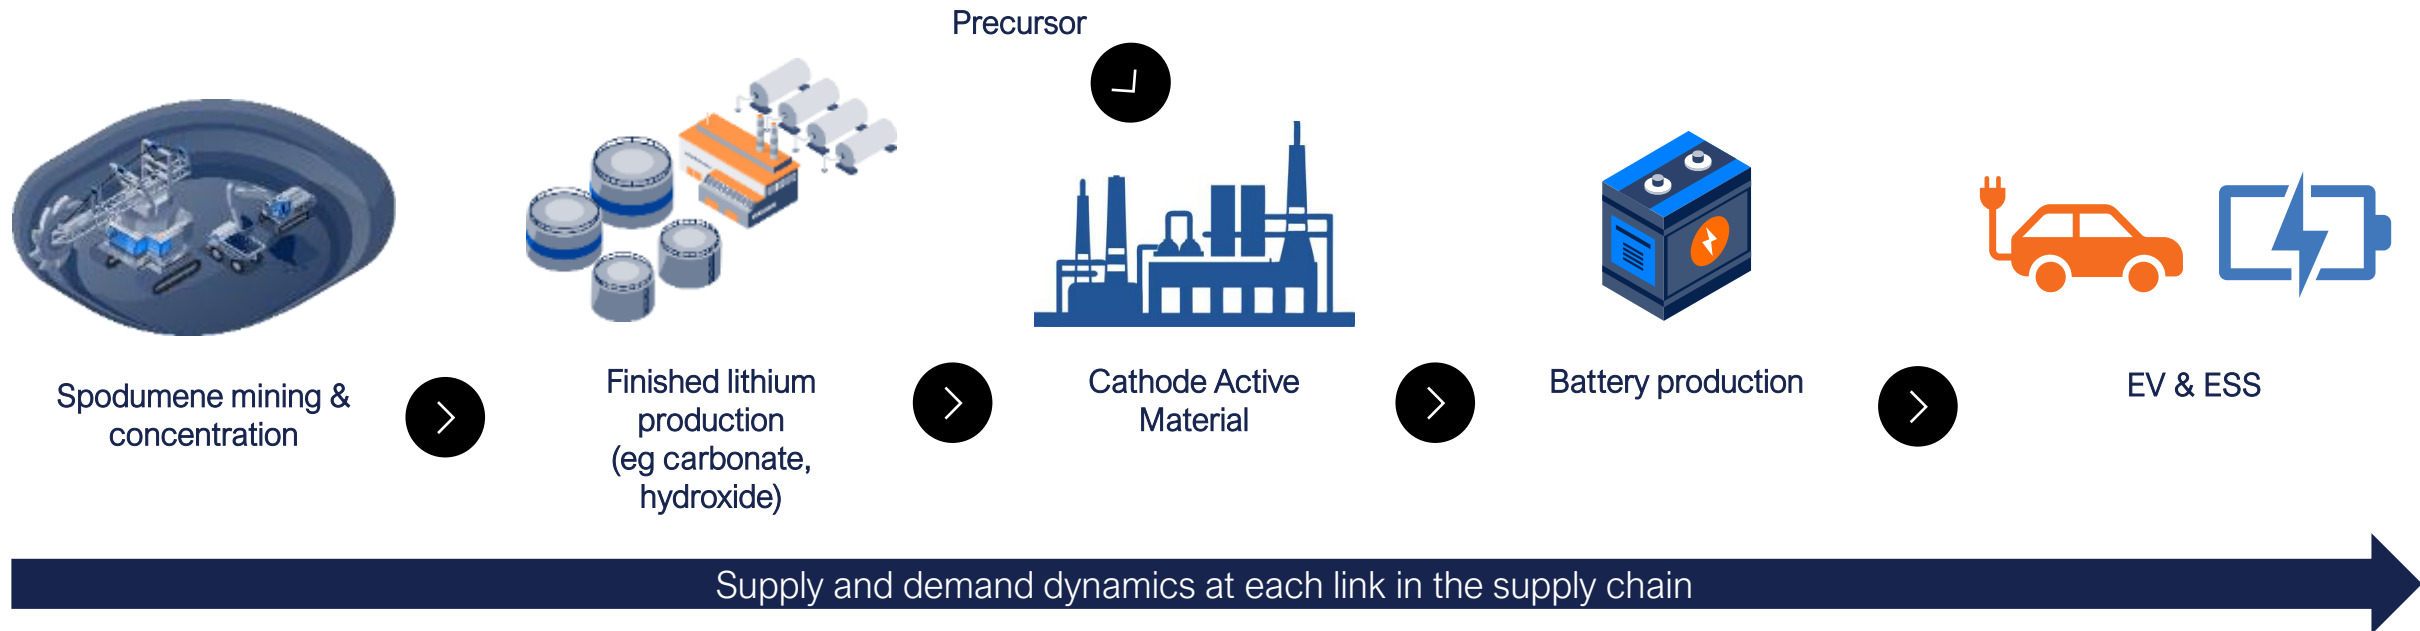 Precursor
Spodumene mining &
concentration
Finished lithium
production
(eg carbonate,
hydroxide)
Cathode Active
Material
Battery production
EV & ESS
Supply and demand dynamics at each link in the supply chain